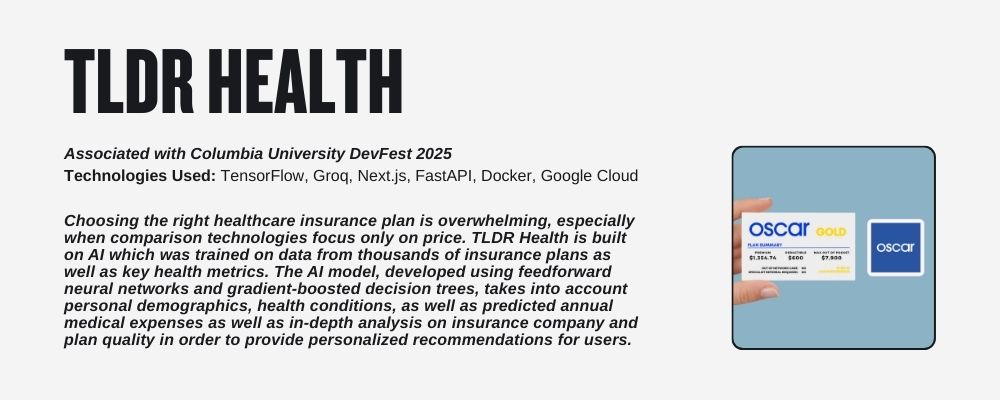 TLDR HEALTH
Associated with Columbia University DevFest 2025
Technologies Used: TensorFlow, Groq, Next.js, FastAPI, Docker, Google Cloud
Choosing the right healthcare insurance plan is overwhelming, especially
when comparison technologies focus only on price. TLDR Health is built
on AI which was trained on data from thousands of insurance plans as
well as key health metrics. The AI model, developed using feedforward
neural networks and gradient-boosted decision trees, takes into account
personal demographics, health conditions, as well as predicted annual
medical expenses as well as in-depth analysis on insurance company and
plan quality in order to provide personalized recommendations for users.
oscar GOLD
PLAN SUMMARY
PREMIUM DEDUCTIBLE MAX OUT OF POCKET
$1,354.74 $600 $7,900
oscar